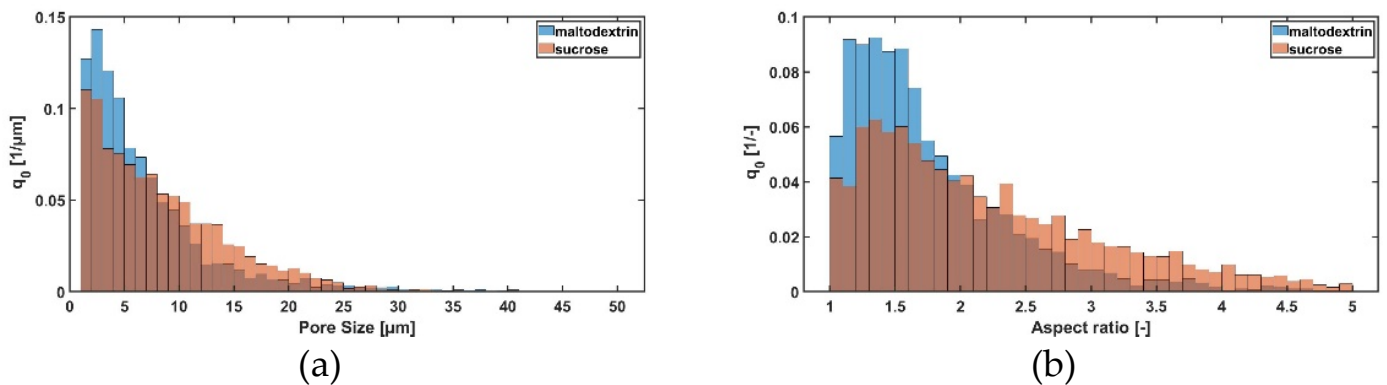 0.15
0.1
0.05
0
q₀ [1/µm]
0 5 10 15 20 25 30 35 40 45 50
Pore Size [µm]
maltodextrin
sucrose
(a)
0.1
0.08
0.06
0.04
0.02
0
q₀ [1/-]
1 1.5 2 2.5 3 3.5 4 4.5 5
Aspect ratio [-]
maltodextrin
sucrose
(b)